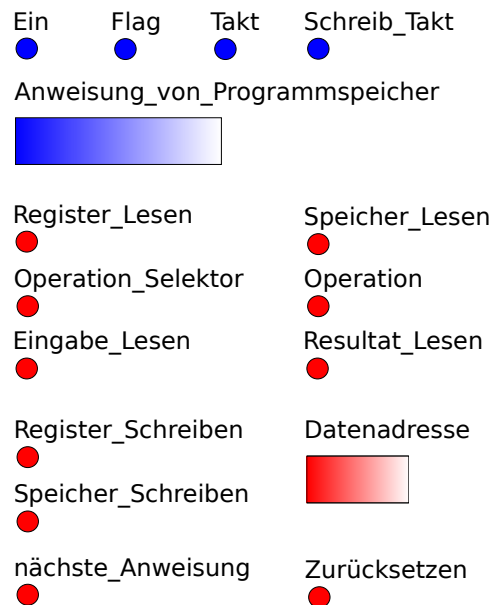 Ein Flag Takt Schreib_Takt
Anweisung_von_Programmspeicher
Register_Lesen Speicher_Lesen
Operation_Selektor Operation
Eingabe_Lesen Resultat_Lesen
Register_Schreiben Datenadresse
Speicher_Schreiben
nächste_Anweisung Zurücksetzen